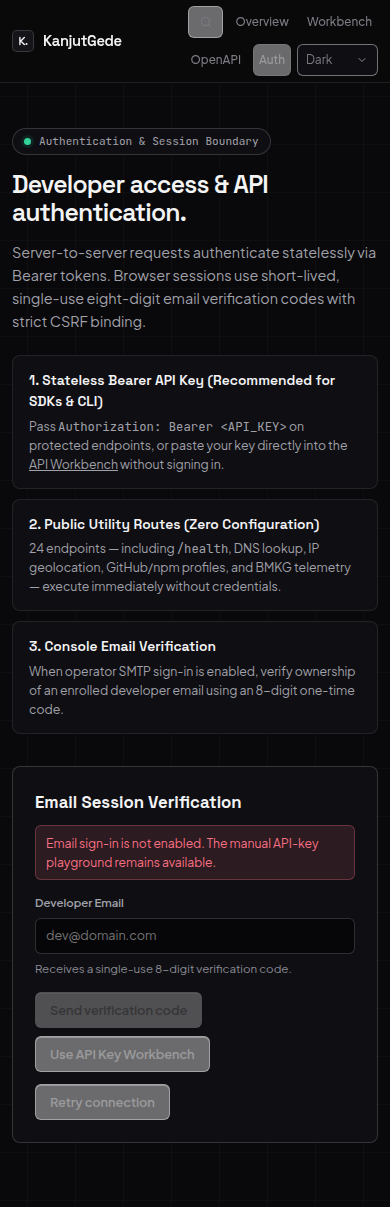 K. KanjutGede
Overview Workbench
OpenAPI Auth Dark
Authentication & Session Boundary
Developer access & API
authentication.
Server-to-server requests authenticate statelessly via
Bearer tokens. Browser sessions use short-lived,
single-use eight-digit email verification codes with
strict CSRF binding.
1. Stateless Bearer API Key (Recommended for
SDKs & CLI)
Pass Authorization: Bearer <API_KEY> on
protected endpoints, or paste your key directly into the
API Workbench without signing in.
2. Public Utility Routes (Zero Configuration)
24 endpoints — including /health, DNS lookup, IP
geolocation, GitHub/npm profiles, and BMKG telemetry
— execute immediately without credentials.
3. Console Email Verification
When operator SMTP sign-in is enabled, verify ownership
of an enrolled developer email using an 8-digit one-time
code.
Email Session Verification
Email sign-in is not enabled. The manual API-key
playground remains available.
Developer Email
dev@domain.com
Receives a single-use 8-digit verification code.
Send verification code
Use API Key Workbench
Retry connection